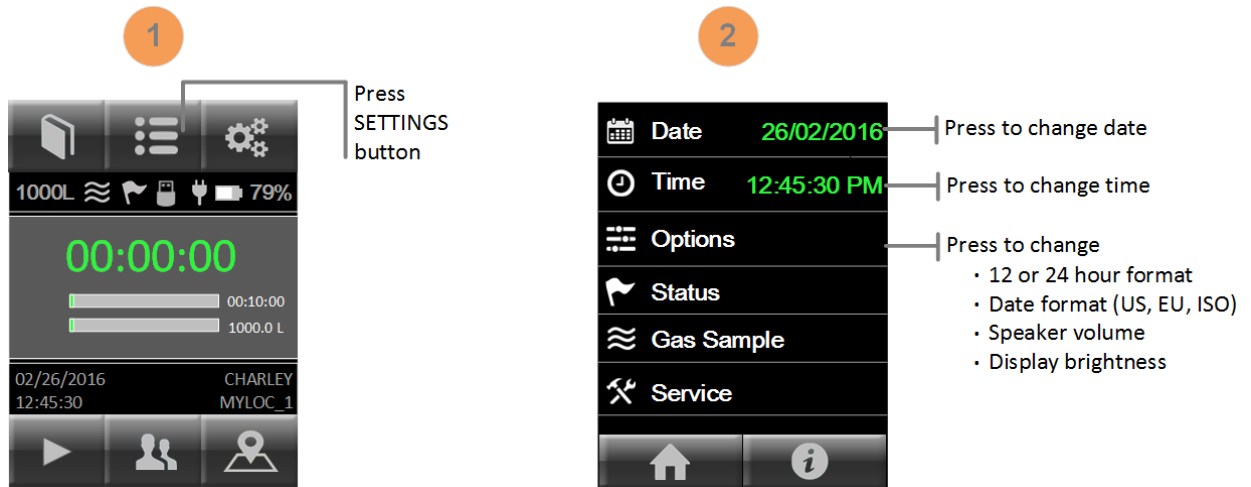 1
Press
SETTINGS
button
1000L 79%
00:00:00
00:10:00
1000.0 L
02/26/2016 CHARLEY
12:45:30 MYLOC_1
2
Date 26/02/2016
Press to change date
Time 12:45:30 PM
Press to change time
Options
Press to change
· 12 or 24 hour format
· Date format (US, EU, ISO)
· Speaker volume
· Display brightness
Status
Gas Sample
Service
i